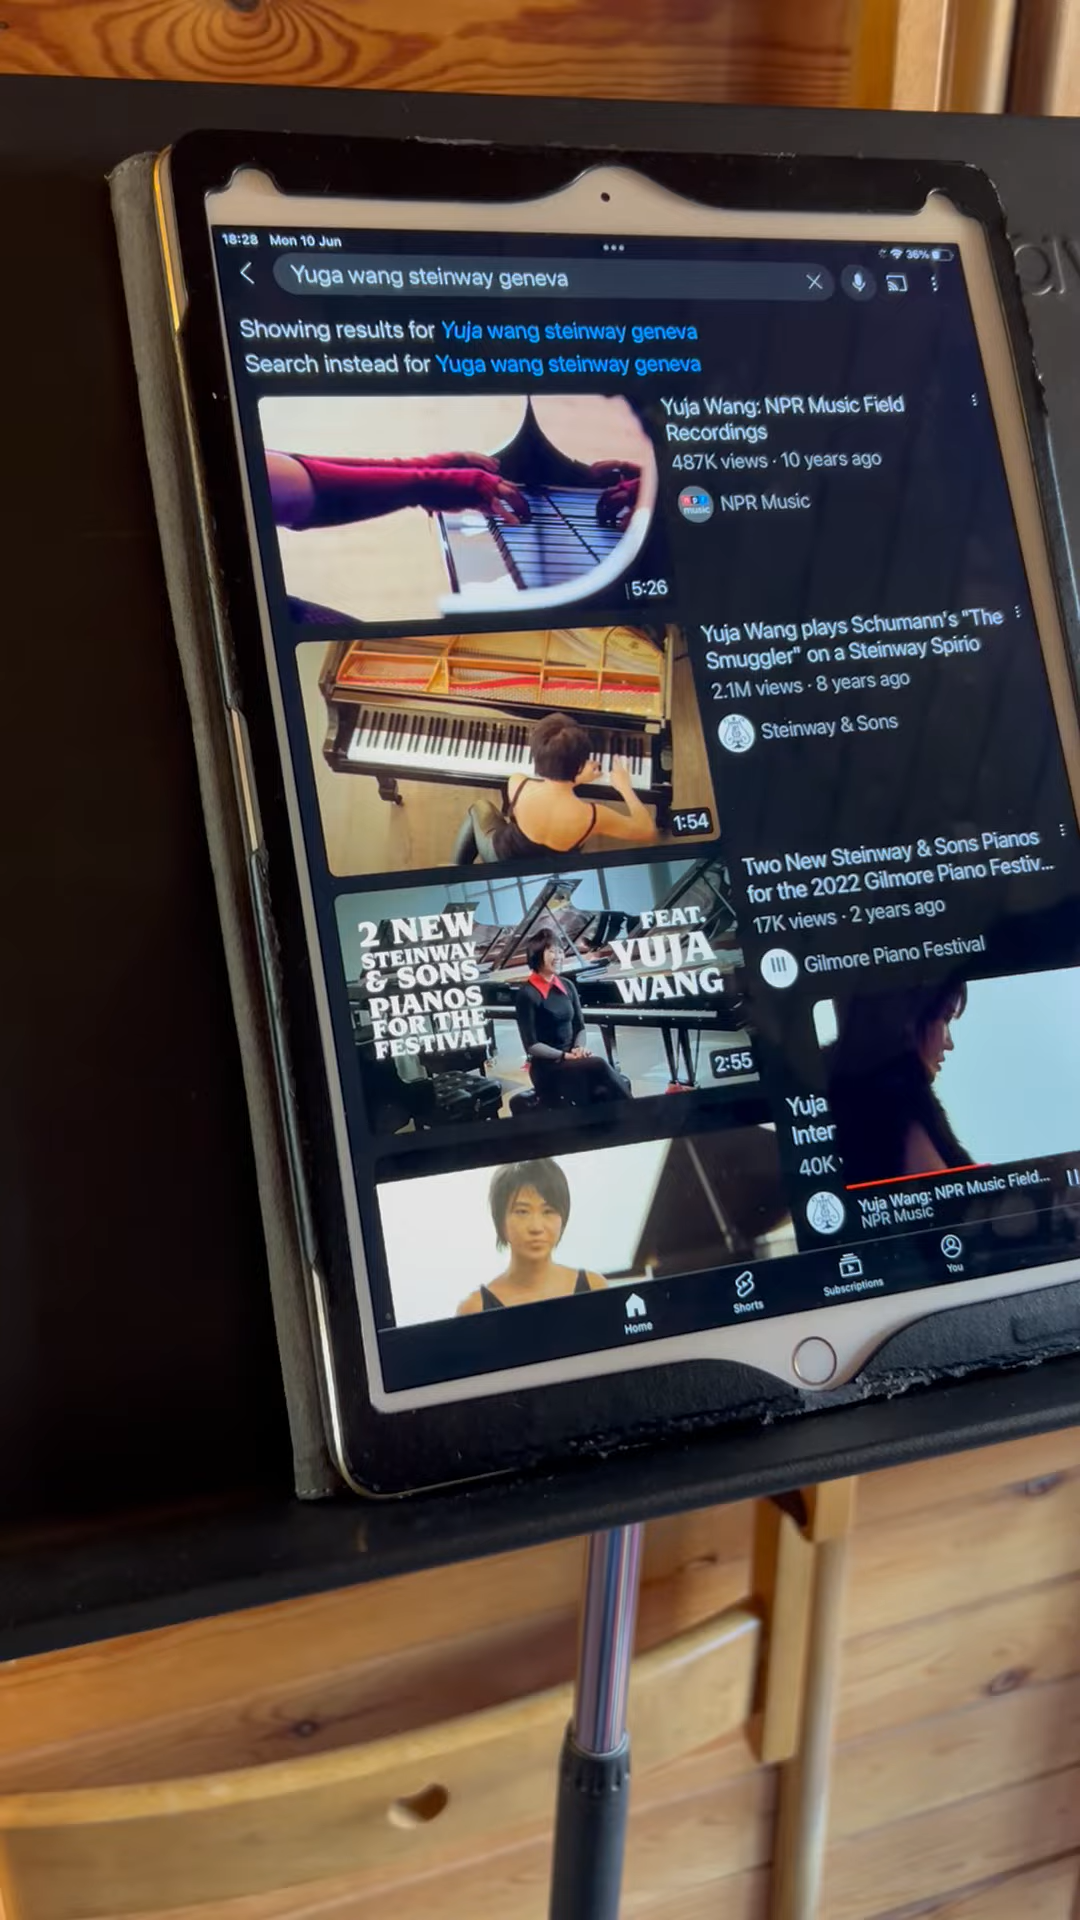 18:28 Mon 10 Jun
36%
Yuga wang steinway geneva
Showing results for Yuja wang steinway geneva
Search instead for Yuga wang steinway geneva
Yuja Wang: NPR Music Field
Recordings
487K views · 10 years ago
npr
music
NPR Music
5:26
Yuja Wang plays Schumann's "The
Smuggler" on a Steinway Spirio
2.1M views · 8 years ago
Steinway & Sons
1:54
Two New Steinway & Sons Pianos
for the 2022 Gilmore Piano Festiv...
17K views · 2 years ago
Gilmore Piano Festival
2 NEW
STEINWAY
& SONS
PIANOS
FOR THE
FESTIVAL
FEAT.
YUJA
WANG
2:55
Yuja
Inter
40K
Yuja Wang: NPR Music Field...
NPR Music
Home
Shorts
Subscriptions
You